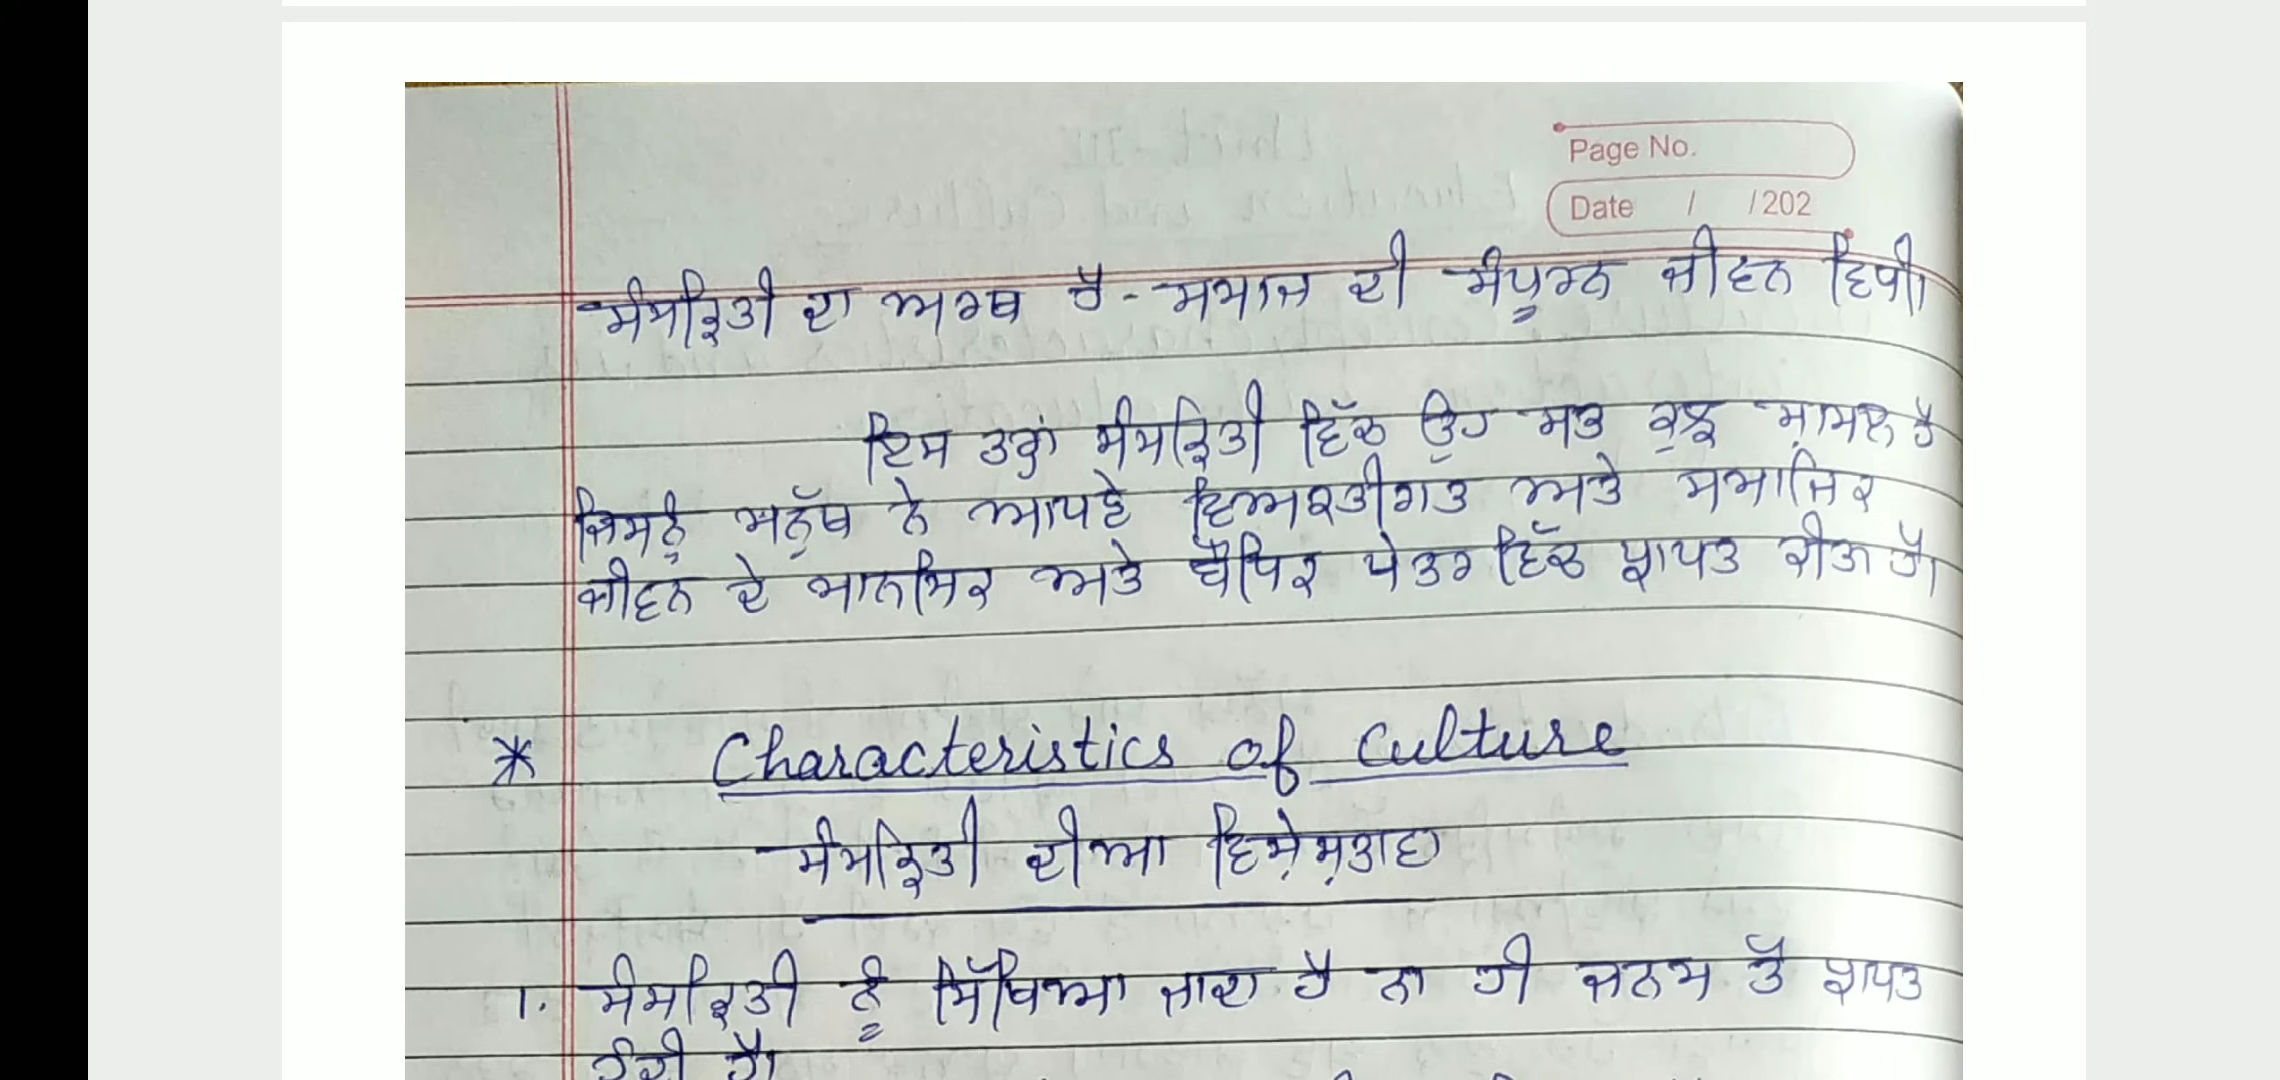 Page No.
Date / /202
ਸੰਸਕ੍ਰਿਤੀ ਦਾ ਅਰਥ ਹੈ - ਸਮਾਜ ਦੀ ਸੰਪੂਰਨ ਜੀਵਨ ਵਿਧੀ।
ਇਸ ਤਰ੍ਹਾਂ ਸੰਸਕ੍ਰਿਤੀ ਵਿੱਚ ਉਹ ਸਭ ਕੁਝ ਸ਼ਾਮਲ ਹੈ
ਜਿਸਨੂੰ ਮਨੁੱਖ ਨੇ ਆਪਣੇ ਵਿਅਕਤੀਗਤ ਅਤੇ ਸਮਾਜਿਕ
ਜੀਵਨ ਦੇ ਮਾਨਸਿਕ ਅਤੇ ਬੌਧਿਕ ਖੇਤਰ ਵਿੱਚ ਪ੍ਰਾਪਤ ਕੀਤਾ ਹੈ।
* Characteristics of Culture
ਸੰਸਕ੍ਰਿਤੀ ਦੀਆ ਵਿਸ਼ੇਸ਼ਤਾਵਾ
1. ਸੰਸਕ੍ਰਿਤੀ ਨੂੰ ਸਿੱਖਿਆ ਜਾਦਾ ਹੈ ਨਾ ਹੀ ਜਨਮ ਤੋਂ ਪ੍ਰਾਪਤ
ਹੁੰਦੀ ਹੈ।